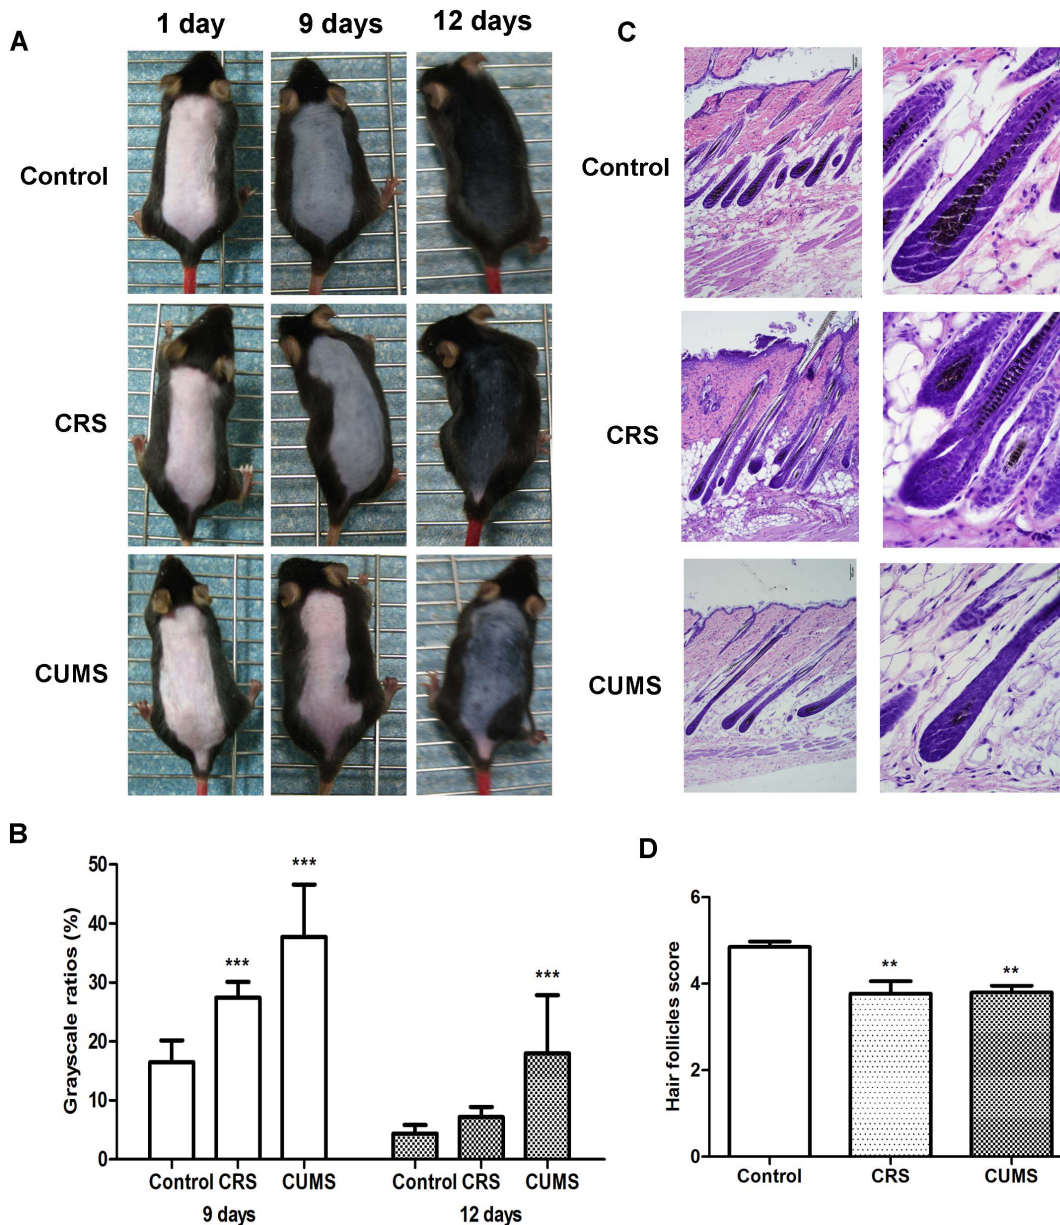 A
1 day
9 days
12 days
Control
CRS
CUMS
C
Control
CRS
CUMS
B
Grayscale ratios (%)
50
40
30
20
10
0
***
***
***
Control CRS CUMS
9 days
Control CRS CUMS
12 days
D
Hair follicles score
6
4
2
0
**
**
Control CRS CUMS